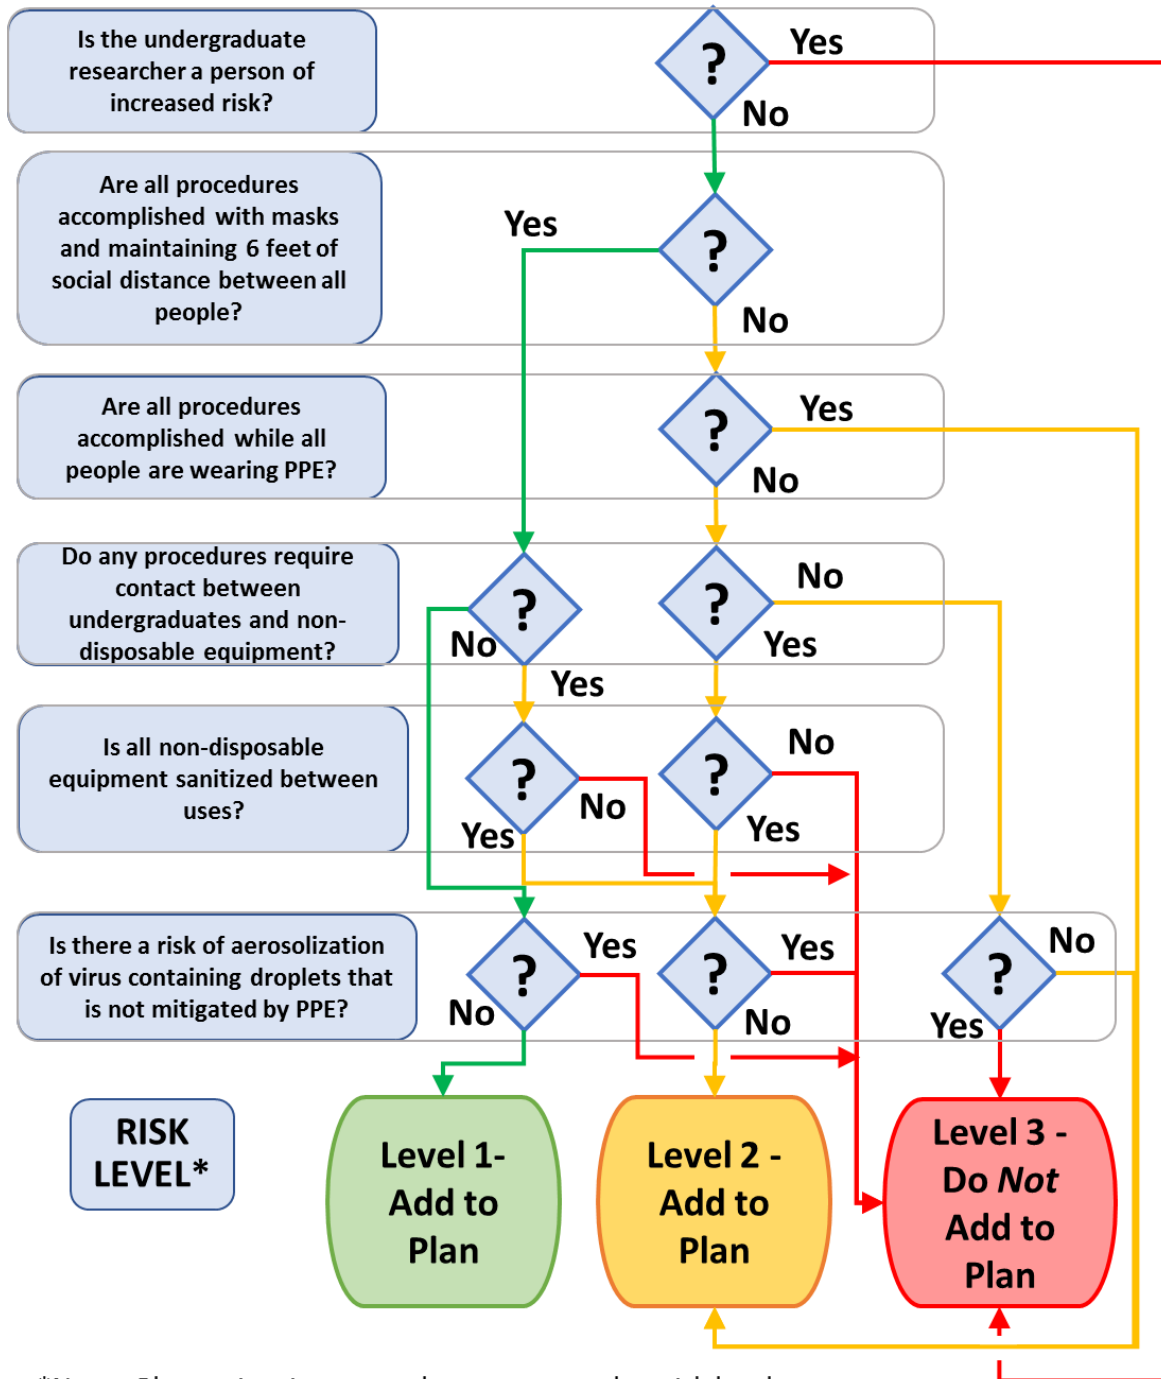 Is the undergraduate
researcher a person of
increased risk?
?
Yes
No
Are all procedures
accomplished with masks
and maintaining 6 feet of
social distance between all
people?
Yes
?
No
Are all procedures
accomplished while all
people are wearing PPE?
?
Yes
No
Do any procedures require
contact between
undergraduates and non-
disposable equipment?
?
No
Yes
?
No
Yes
Is all non-disposable
equipment sanitized between
uses?
?
No
Yes
?
No
Yes
Is there a risk of aerosolization
of virus containing droplets that
is not mitigated by PPE?
?
Yes
No
?
Yes
No
?
No
Yes
RISK
LEVEL*
Level 1-
Add to
Plan
Level 2 -
Add to
Plan
Level 3 -
Do Not
Add to
Plan